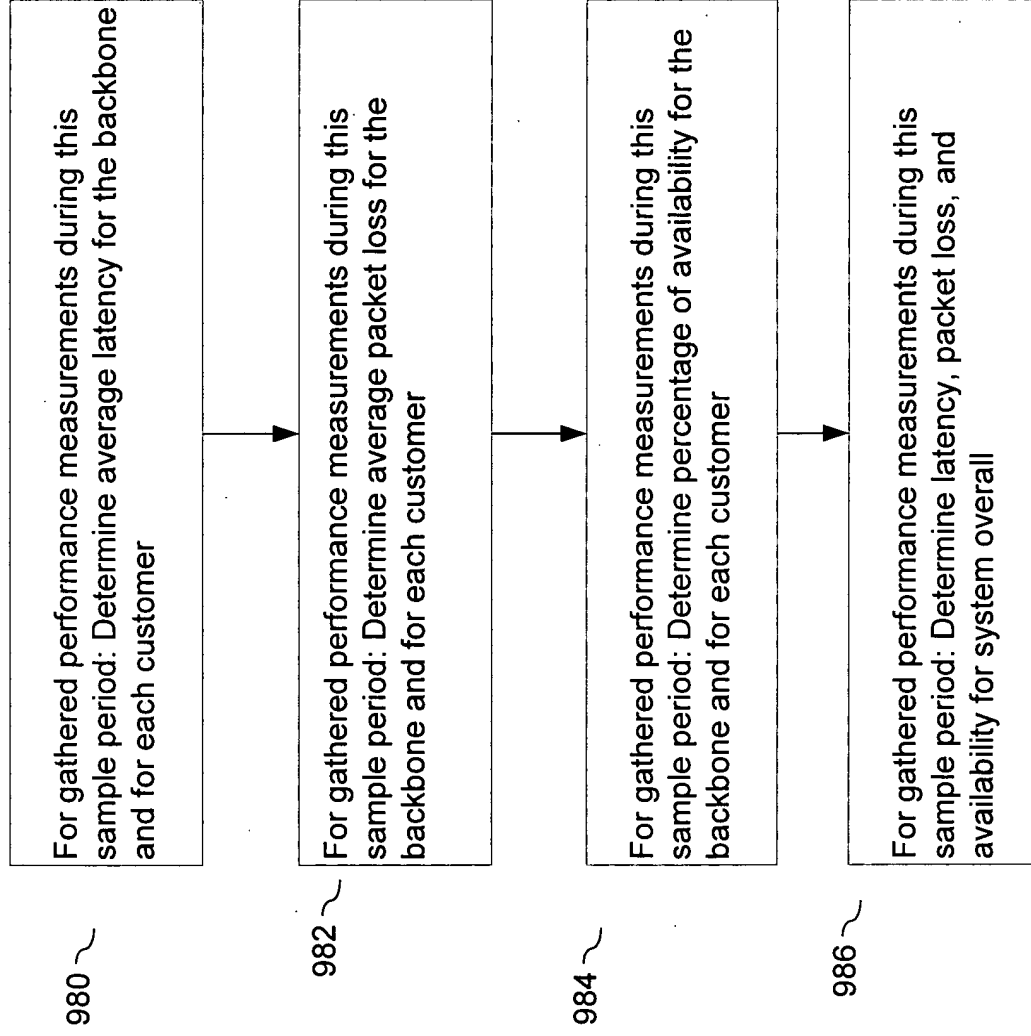 980
For gathered performance measurements during this
sample period: Determine average latency for the backbone
and for each customer
982
For gathered performance measurements during this
sample period: Determine average packet loss for the
backbone and for each customer
984
For gathered performance measurements during this
sample period: Determine percentage of availability for the
backbone and for each customer
986
For gathered performance measurements during this
sample period: Determine latency, packet loss, and
availability for system overall